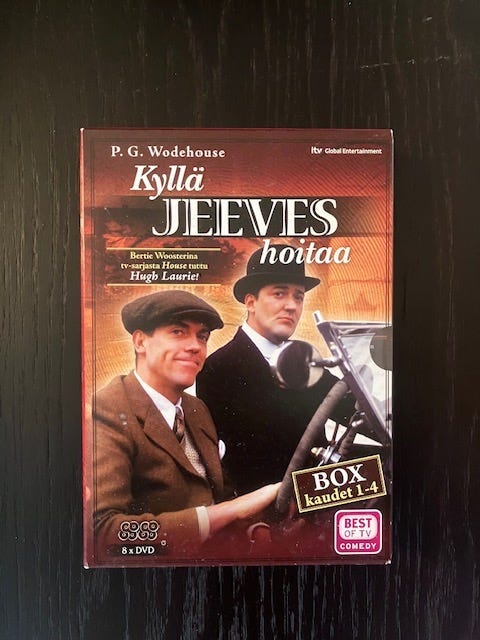 P. G. Wodehouse
itv Global Entertainment
Kyllä
JEEVES
hoitaa
Bertie Woosterina
tv-sarjasta House tuttu
Hugh Laurie!
BOX
kaudet 1-4
BEST
OF TV
COMEDY
8 x DVD